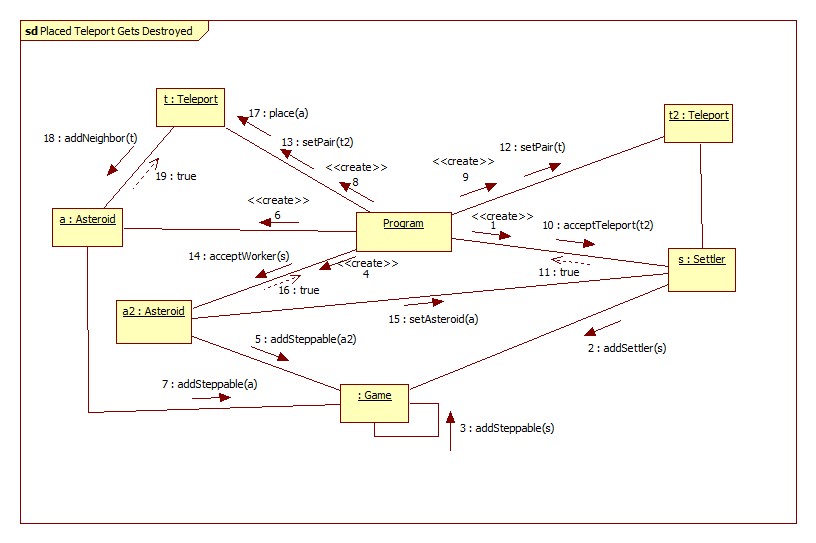 sd Placed Teleport Gets Destroyed
t : Teleport
17 : place(a)
t2 : Teleport
18 : addNeighbor(t)
13 : setPair(t2)
12 : setPair(t)
<<create>>
8
<<create>>
9
19 : true
<<create>>
6
a : Asteroid
Program
<<create>>
1
10 : acceptTeleport(t2)
14 : acceptWorker(s)
<<create>>
4
11 : true
s : Settler
16 : true
a2 : Asteroid
15 : setAsteroid(a)
5 : addSteppable(a2)
2 : addSettler(s)
7 : addSteppable(a)
: Game
3 : addSteppable(s)